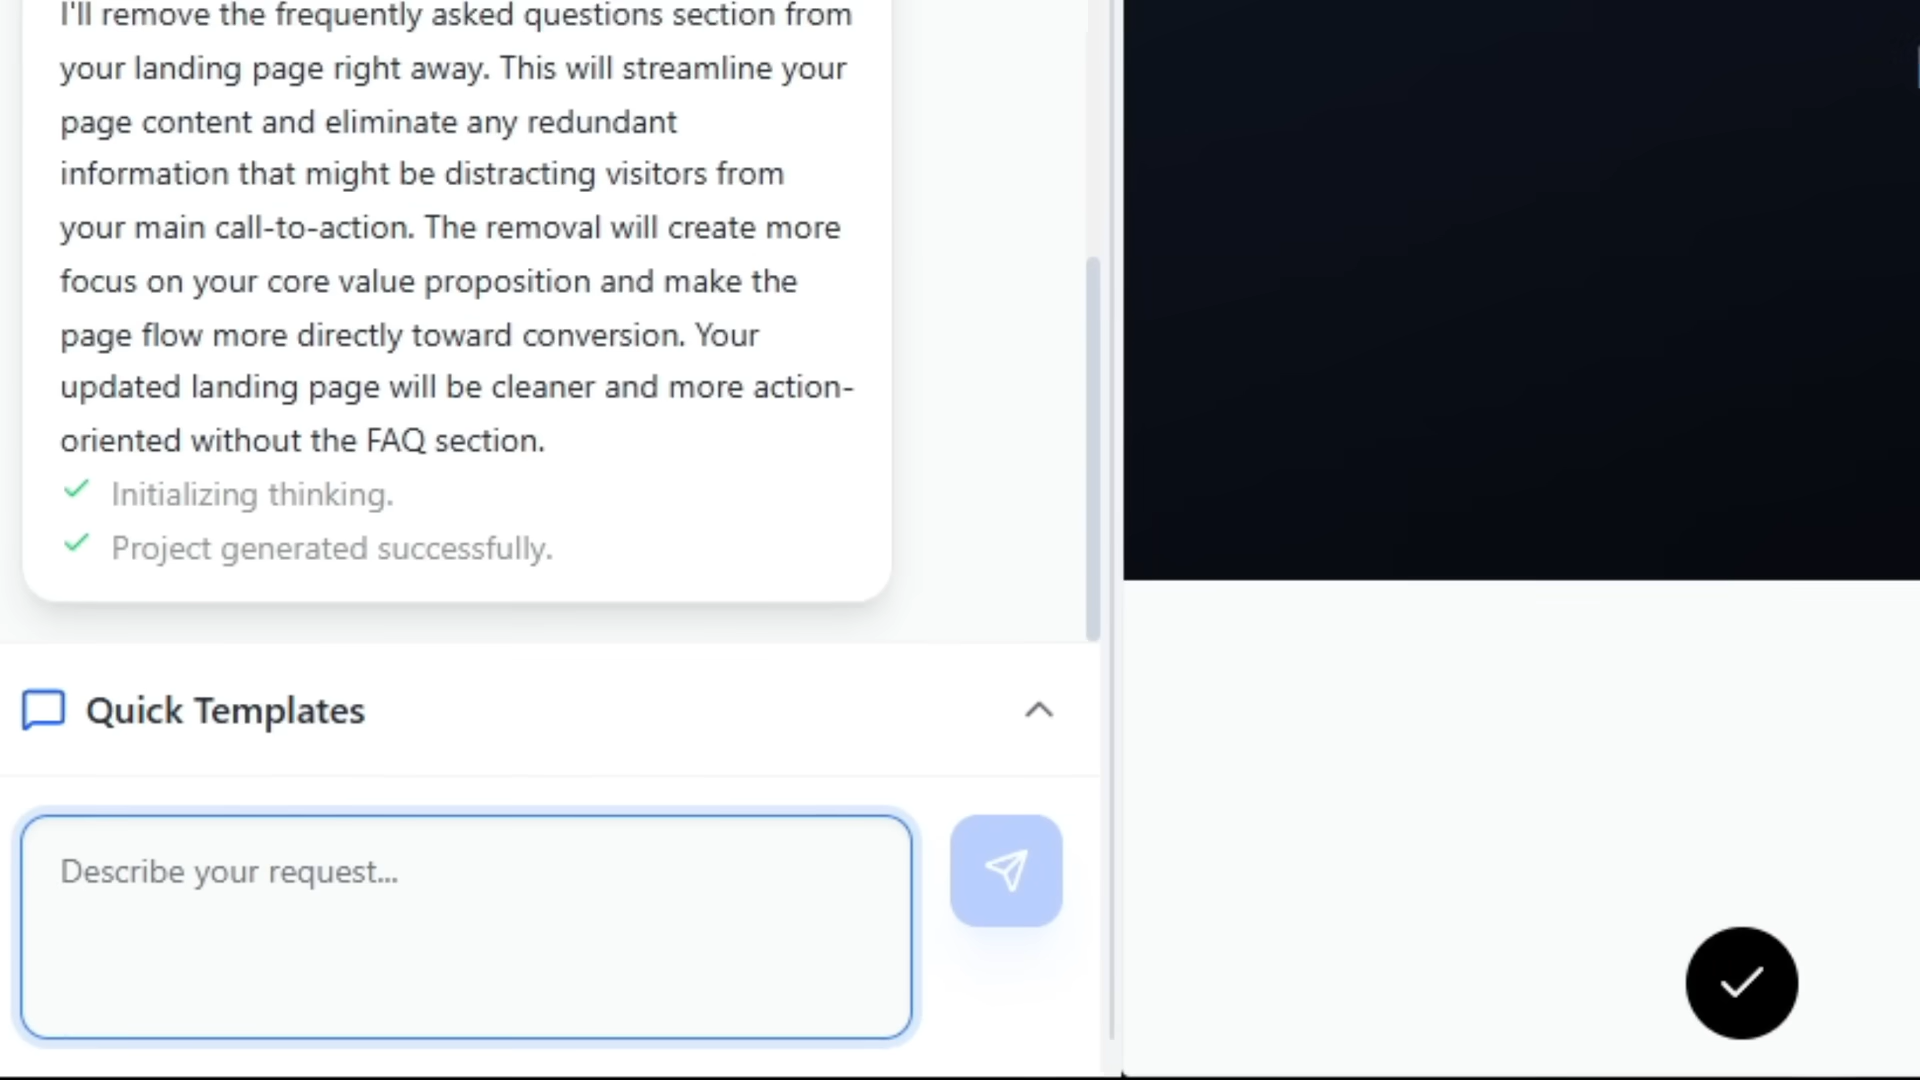 I'll remove the frequently asked questions section from
your landing page right away. This will streamline your
page content and eliminate any redundant
information that might be distracting visitors from
your main call-to-action. The removal will create more
focus on your core value proposition and make the
page flow more directly toward conversion. Your
updated landing page will be cleaner and more action-
oriented without the FAQ section.
Initializing thinking.
Project generated successfully.
Quick Templates
Describe your request...